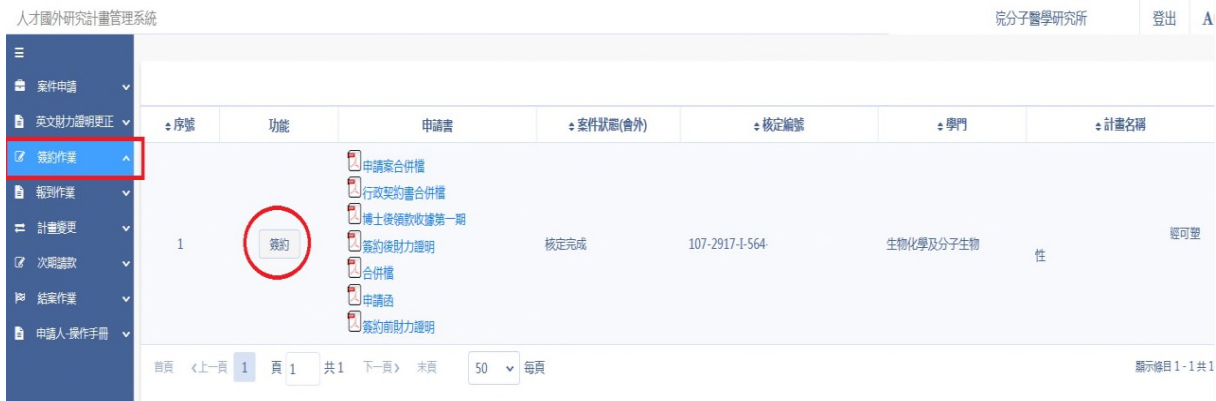 人才國外研究計畫管理系統
院分子醫學研究所 登出 A
案件申請
英文財力證明更正
簽約作業
報到作業
計畫變更
次期請款
結案作業
申請人-操作手冊
序號 功能 申請書 案件狀態(會外) 核定編號 學門 計畫名稱
申請案合併檔
行政契約書合併檔
博士後領款收據第一期
簽約後財力證明
合併檔
申請函
簽約前財力證明
1 簽約 核定完成 107-2917-I-564- 生物化學及分子生物 經可塑
性
首頁 <上一頁 1 頁 1 共1 下一頁> 末頁 50 每頁 顯示條目 1 - 1 共 1